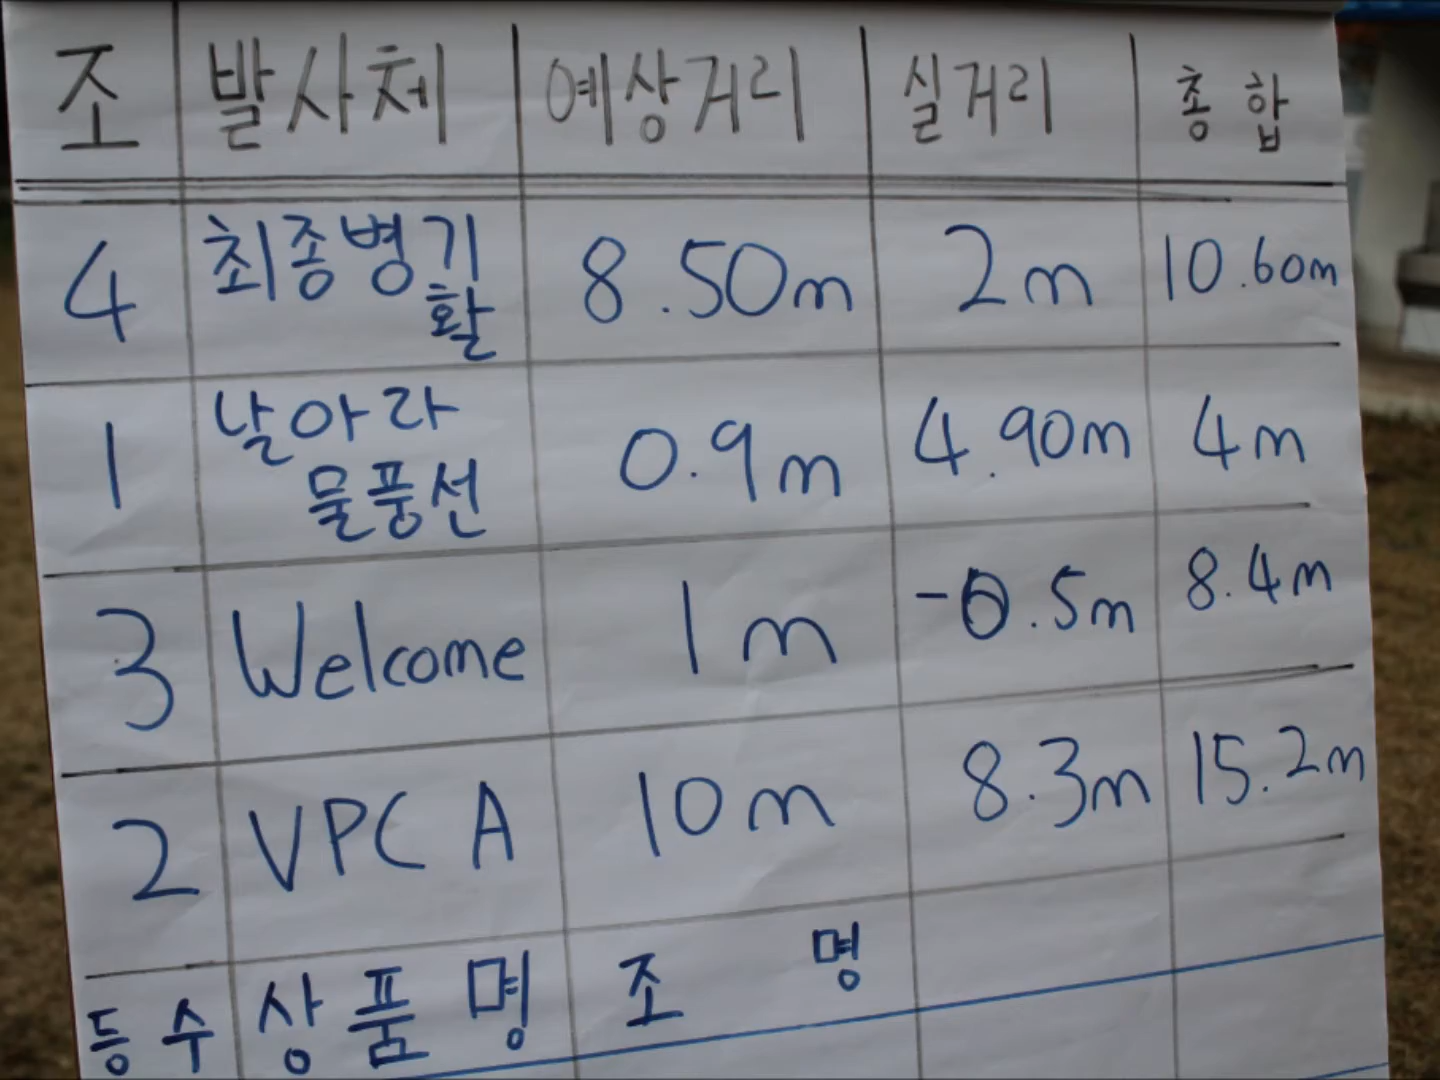 조 발사체 예상거리 실거리 총합
4 최종병기 활 8.50m 2m 10.60m
1 날아라 물풍선 0.9m 4.90m 4m
3 Welcome 1m -0.5m 8.4m
2 VPC A 10m 8.3m 15.2m
등수 상품명 조 명